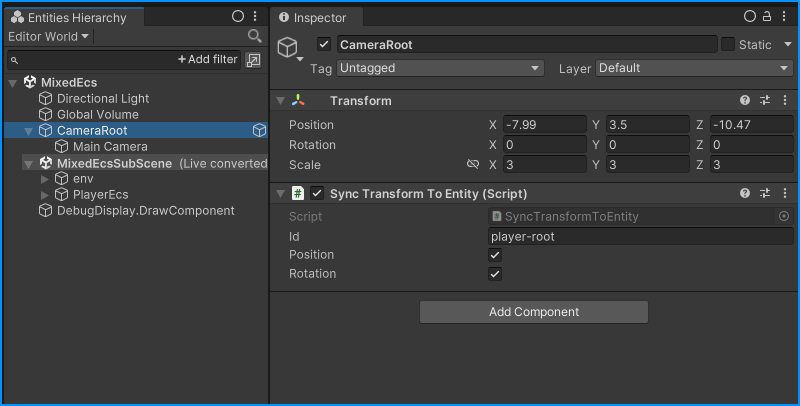 Entities Hierarchy
Editor World
Add filter
MixedEcs
Directional Light
Global Volume
CameraRoot
Main Camera
MixedEcsSubScene (Live converted
env
PlayerEcs
DebugDisplay.DrawComponent
Inspector
CameraRoot Static
Tag Untagged Layer Default
Transform
Position X -7.99 Y 3.5 Z -10.47
Rotation X 0 Y 0 Z 0
Scale X 3 Y 3 Z 3
# Sync Transform To Entity (Script)
Script # SyncTransformToEntity
Id player-root
Position
Rotation
Add Component